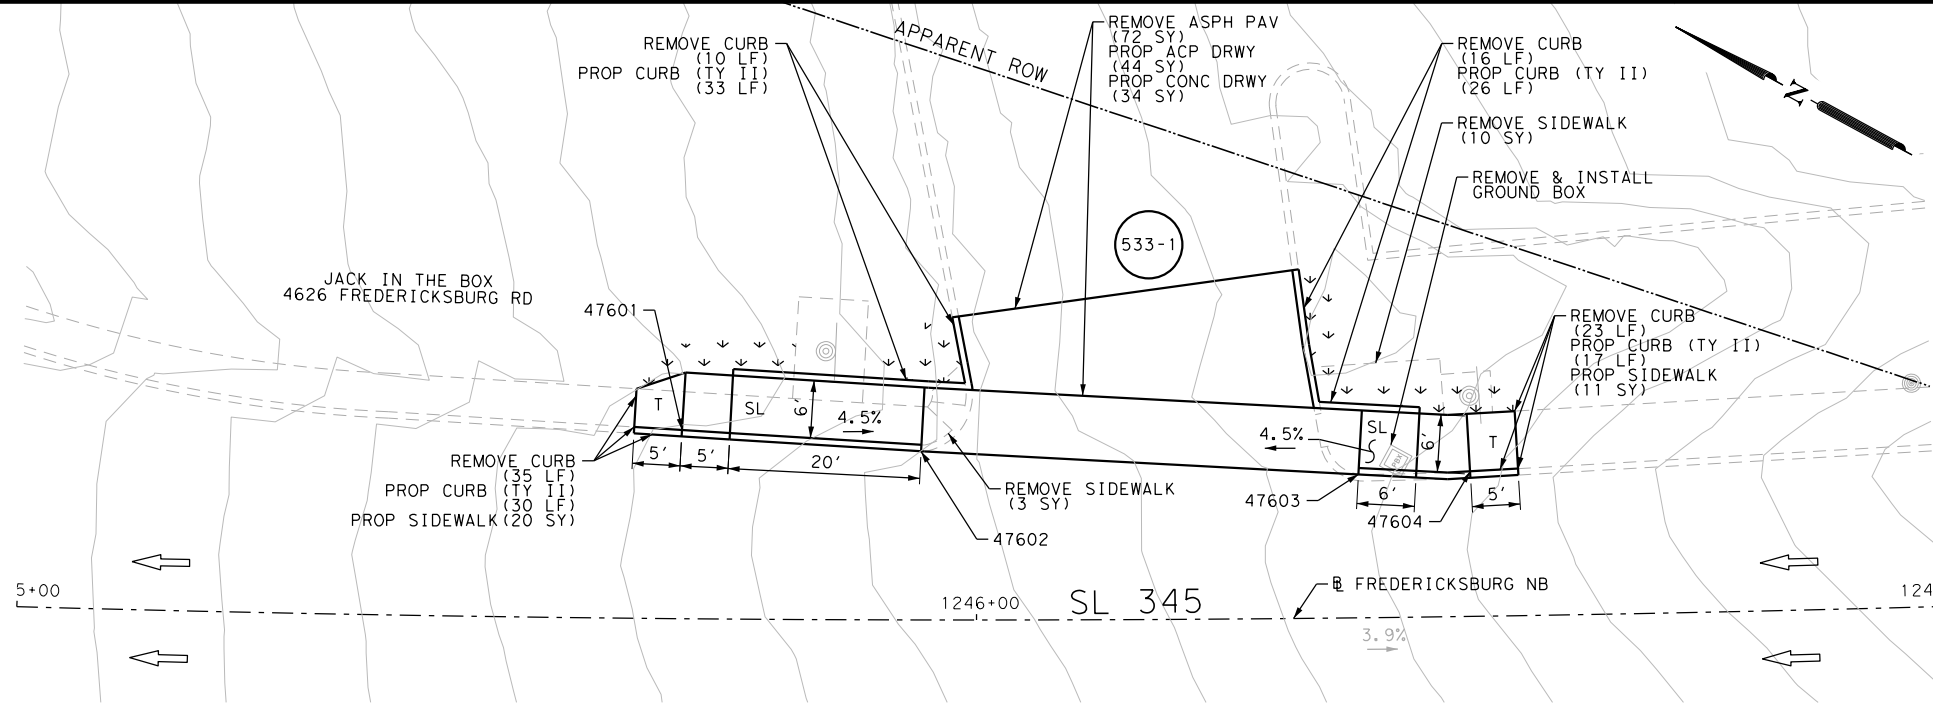 REMOVE CURB
(10 LF)
PROP CURB (TY II)
(33 LF)
APPARENT ROW
REMOVE ASPH PAV
(72 SY)
PROP ACP DRWY
(44 SY)
PROP CONC DRWY
(34 SY)
REMOVE CURB
(16 LF)
PROP CURB (TY II)
(26 LF)
REMOVE SIDEWALK
(10 SY)
REMOVE & INSTALL
GROUND BOX
N
533-1
JACK IN THE BOX
4626 FREDERICKSBURG RD
47601
REMOVE CURB
(23 LF)
PROP CURB (TY II)
(17 LF)
PROP SIDEWALK
(11 SY)
T
SL
6'
4.5%
4.5%
SL
6'
T
5'
5'
20'
REMOVE CURB
(35 LF)
PROP CURB (TY II)
(30 LF)
PROP SIDEWALK(20 SY)
REMOVE SIDEWALK
(3 SY)
47602
47603
6'
5'
47604
5+00
1246+00
SL 345
BL FREDERICKSBURG NB
124
3.9%